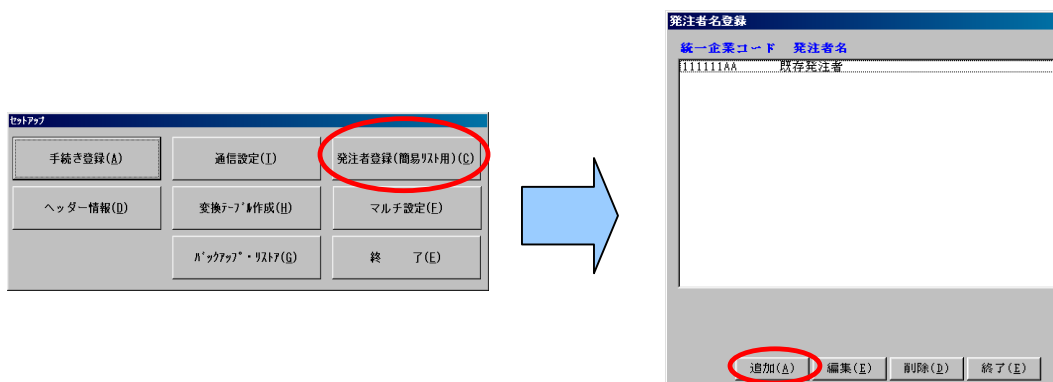 ｾｯﾄｱｯﾌﾟ
手続き登録(A)
通信設定(T)
発注者登録(簡易ﾘｽﾄ用)(C)
ヘッダー情報(D)
変換ﾃｰﾌﾞﾙ作成(H)
マルチ設定(F)
ﾊﾞｯｸｱｯﾌﾟ・ﾘｽﾄｱ(G)
終　　了(E)
発注者名登録
統一企業コード　発注者名
111111AA　既存発注者
追加(A)
編集(E)
削除(D)
終了(E)